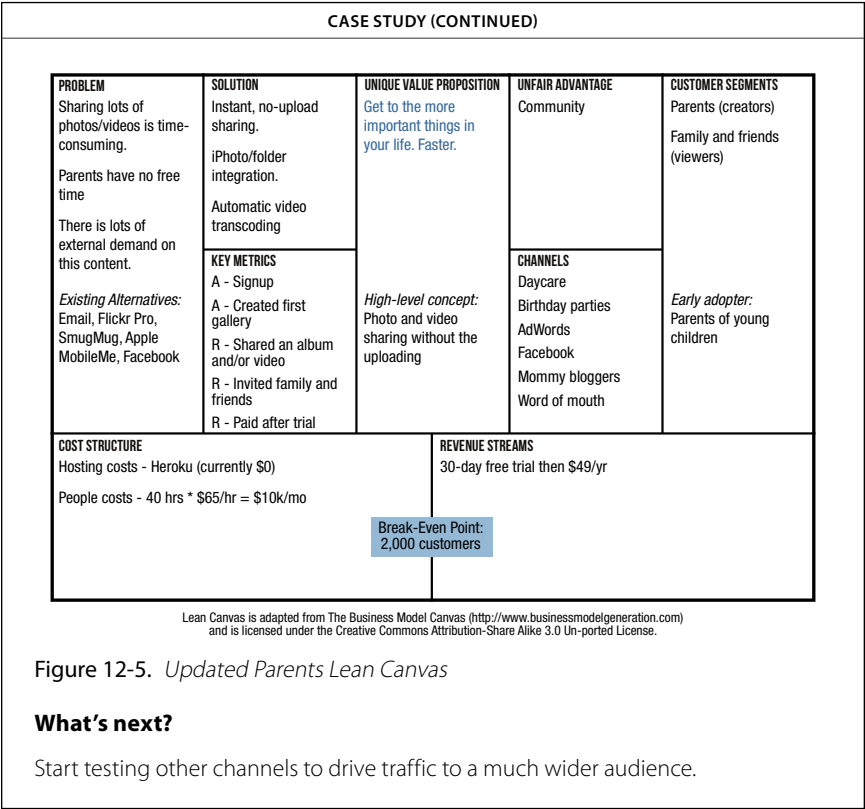 CASE STUDY (CONTINUED)
PROBLEM
Sharing lots of
photos/videos is time-
consuming.
Parents have no free
time
There is lots of
external demand on
this content.
Existing Alternatives:
Email, Flickr Pro,
SmugMug, Apple
MobileMe, Facebook
SOLUTION
Instant, no-upload
sharing.
iPhoto/folder
integration.
Automatic video
transcoding
KEY METRICS
A - Signup
A - Created first
gallery
R - Shared an album
and/or video
R - Invited family and
friends
R - Paid after trial
UNIQUE VALUE PROPOSITION
Get to the more
important things in
your life. Faster.
High-level concept:
Photo and video
sharing without the
uploading
UNFAIR ADVANTAGE
Community
CHANNELS
Daycare
Birthday parties
AdWords
Facebook
Mommy bloggers
Word of mouth
CUSTOMER SEGMENTS
Parents (creators)
Family and friends
(viewers)
Early adopter:
Parents of young
children
COST STRUCTURE
Hosting costs - Heroku (currently $0)
People costs - 40 hrs * $65/hr = $10k/mo
REVENUE STREAMS
30-day free trial then $49/yr
Break-Even Point:
2,000 customers
Lean Canvas is adapted from The Business Model Canvas (http://www.businessmodelgeneration.com)
and is licensed under the Creative Commons Attribution-Share Alike 3.0 Un-ported License.
Figure 12-5. Updated Parents Lean Canvas
What's next?
Start testing other channels to drive traffic to a much wider audience.